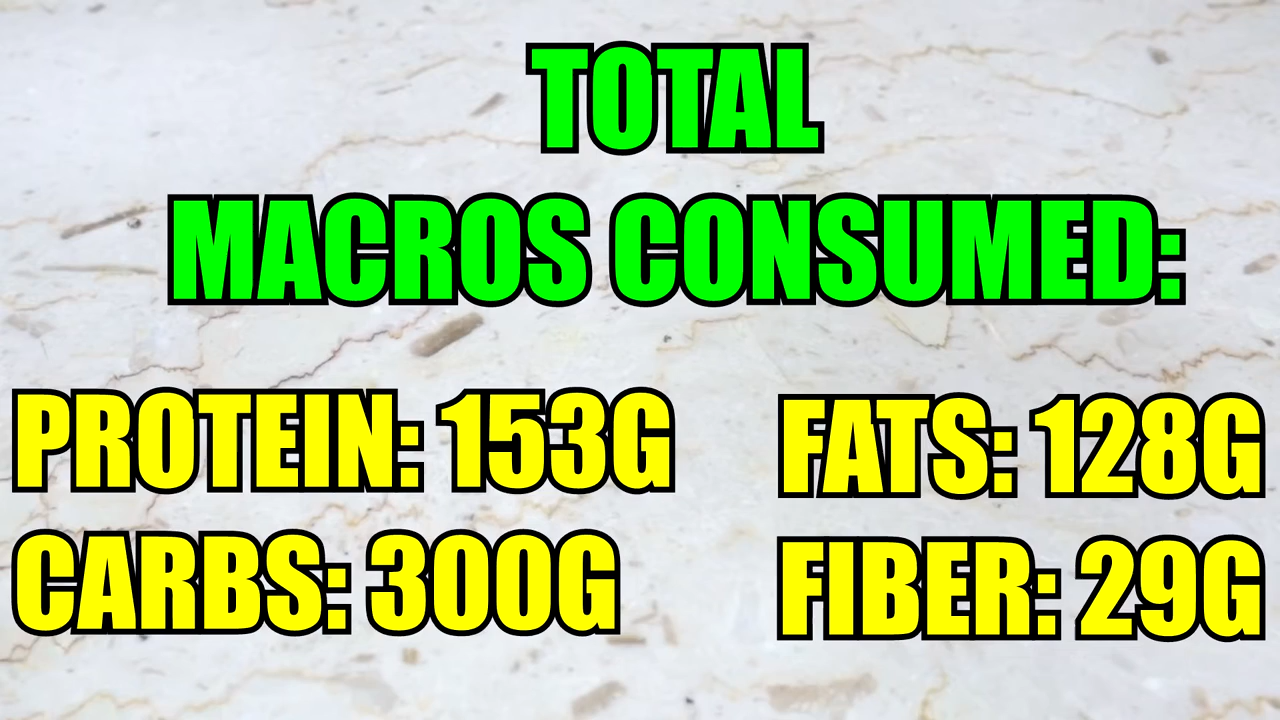 TOTAL
MACROS CONSUMED:
PROTEIN: 153G
FATS: 128G
CARBS: 300G
FIBER: 29G